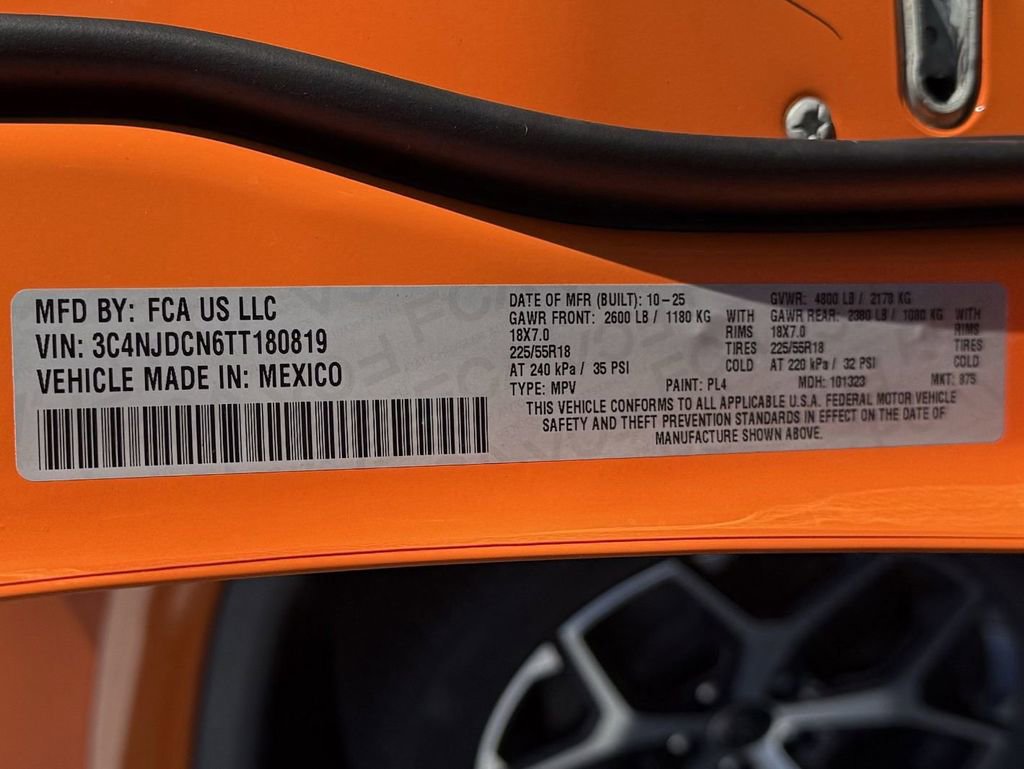 MFD BY: FCA US LLC
VIN: 3C4NJDCN6TT180819
VEHICLE MADE IN: MEXICO
DATE OF MFR (BUILT): 10-25 GVWR: 4800 LB / 2178 KG
GAWR FRONT: 2600 LB / 1180 KG WITH GAWR REAR: 2380 LB / 1080 KG WITH
18X7.0 RIMS 18X7.0 RIMS
225/55R18 TIRES 225/55R18 TIRES
AT 240 kPa / 35 PSI COLD AT 220 kPa / 32 PSI COLD
TYPE: MPV PAINT: PL4 MDH: 101323 MKT: 975
THIS VEHICLE CONFORMS TO ALL APPLICABLE U.S.A. FEDERAL MOTOR VEHICLE
SAFETY AND THEFT PREVENTION STANDARDS IN EFFECT ON THE DATE OF
MANUFACTURE SHOWN ABOVE.